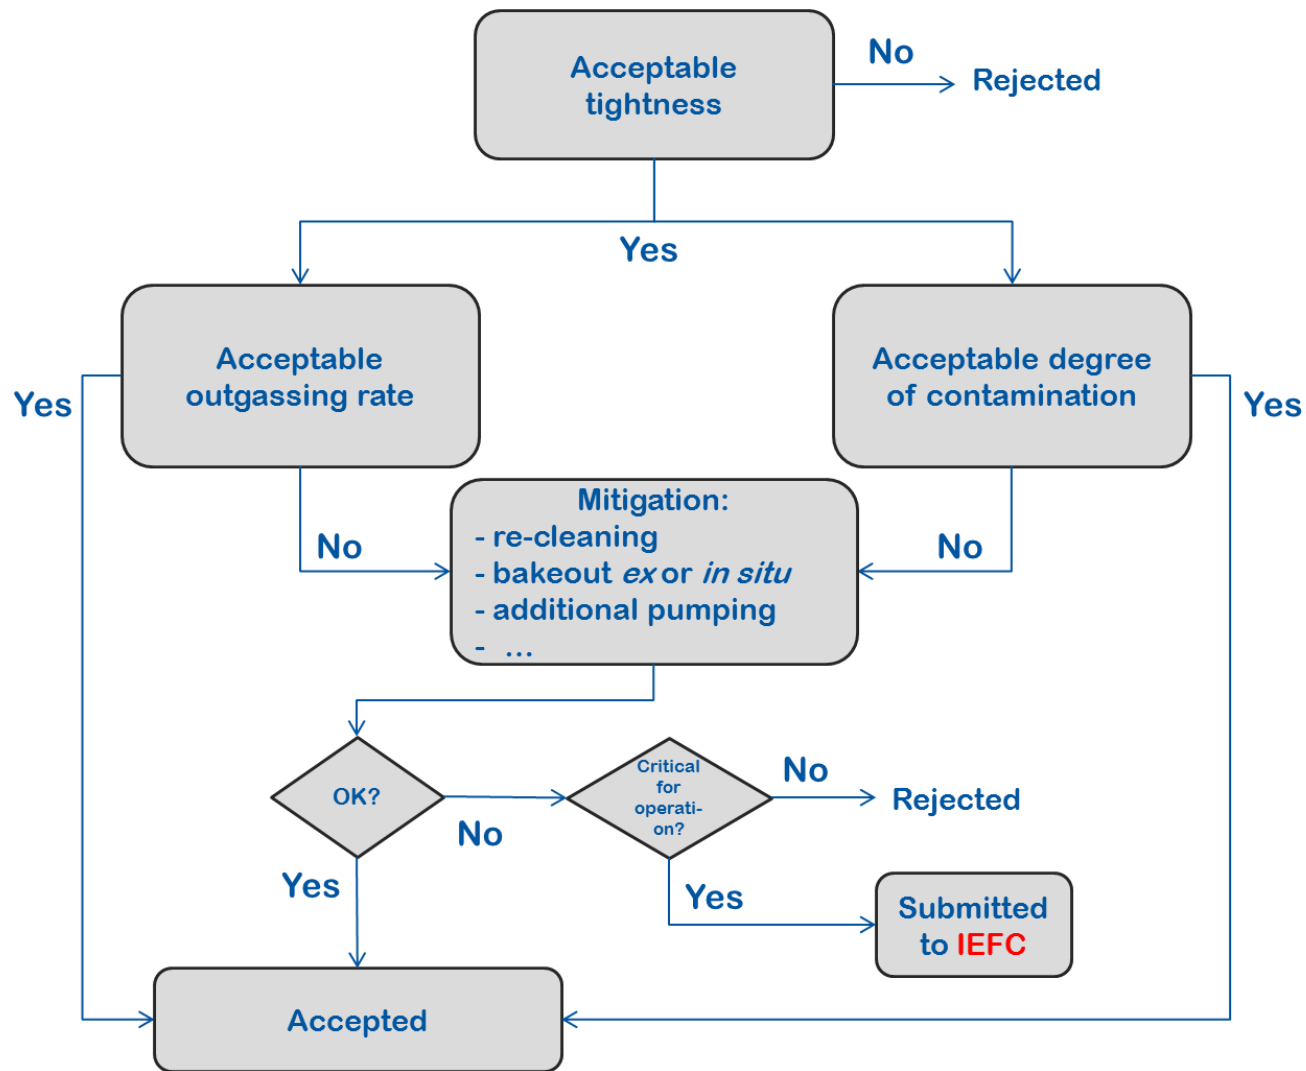 Acceptable
tightness
No
Rejected
Yes
Acceptable
outgassing rate
Acceptable degree
of contamination
Yes
Yes
Mitigation:
- re-cleaning
- bakeout ex or in situ
- additional pumping
- ...
No
No
OK?
No
Critical
for
operati-
on?
No
Rejected
Yes
Yes
Submitted
to IEFC
Accepted